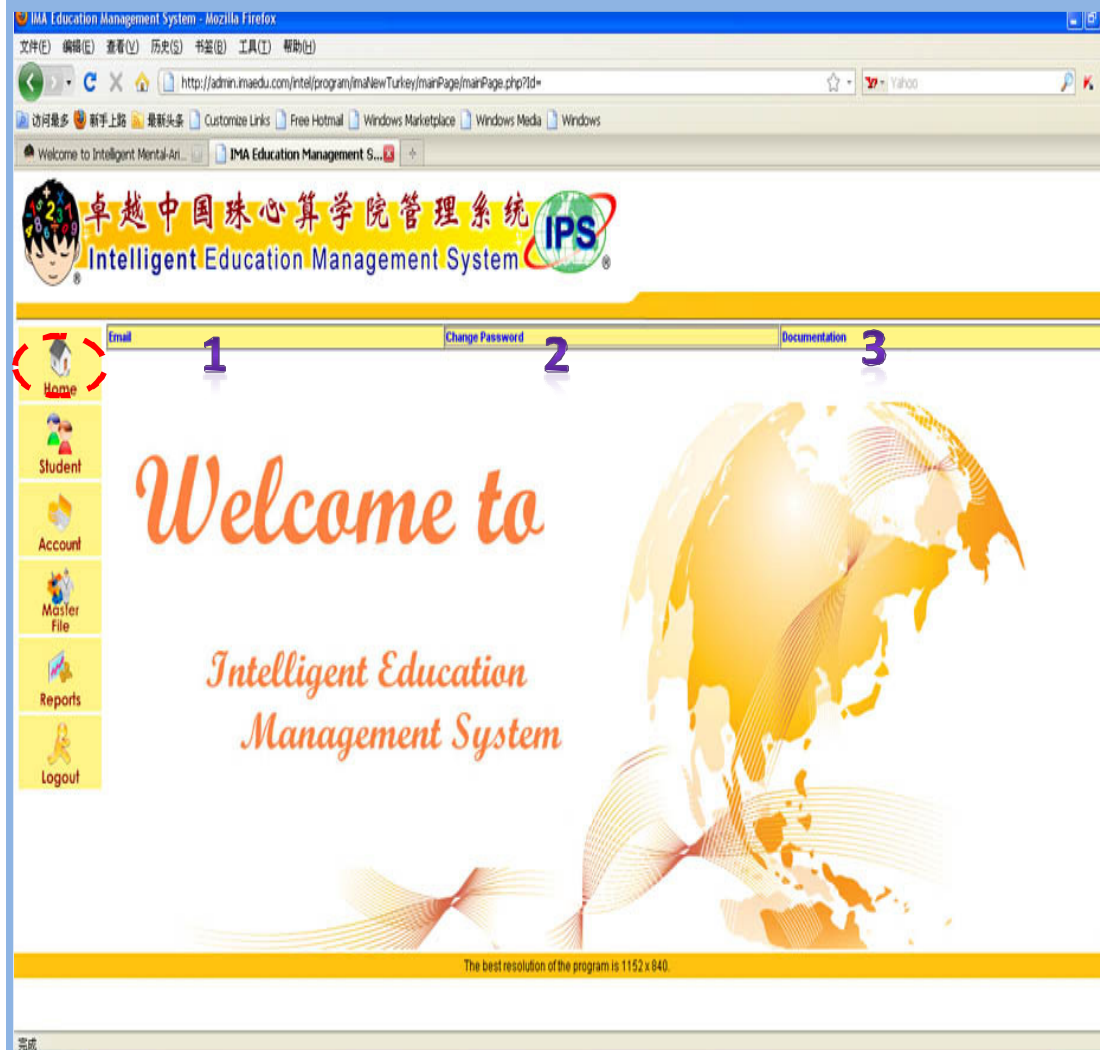 IMA Education Management System - Mozilla Firefox
文件(F) 编辑(E) 查看(V) 历史(S) 书签(B) 工具(T) 帮助(H)
http://admin.imaedu.com/intel/program/imaNewTurkey/mainPage/mainPage.php?Id=
Yahoo
访问最多 新手上路 最新头条 Customize Links Free Hotmail Windows Marketplace Windows Media Windows
Welcome to Intelligent Mental-Ari... IMA Education Management S...
卓越中国珠心算学院管理系统
IPS
®
Intelligent Education Management System
®
Email 1 Change Password 2 Documentation 3
Home
Student
Account
Master
File
Reports
Logout
Welcome to
Intelligent Education
Management System
The best resolution of the program is 1152 x 840.
完成